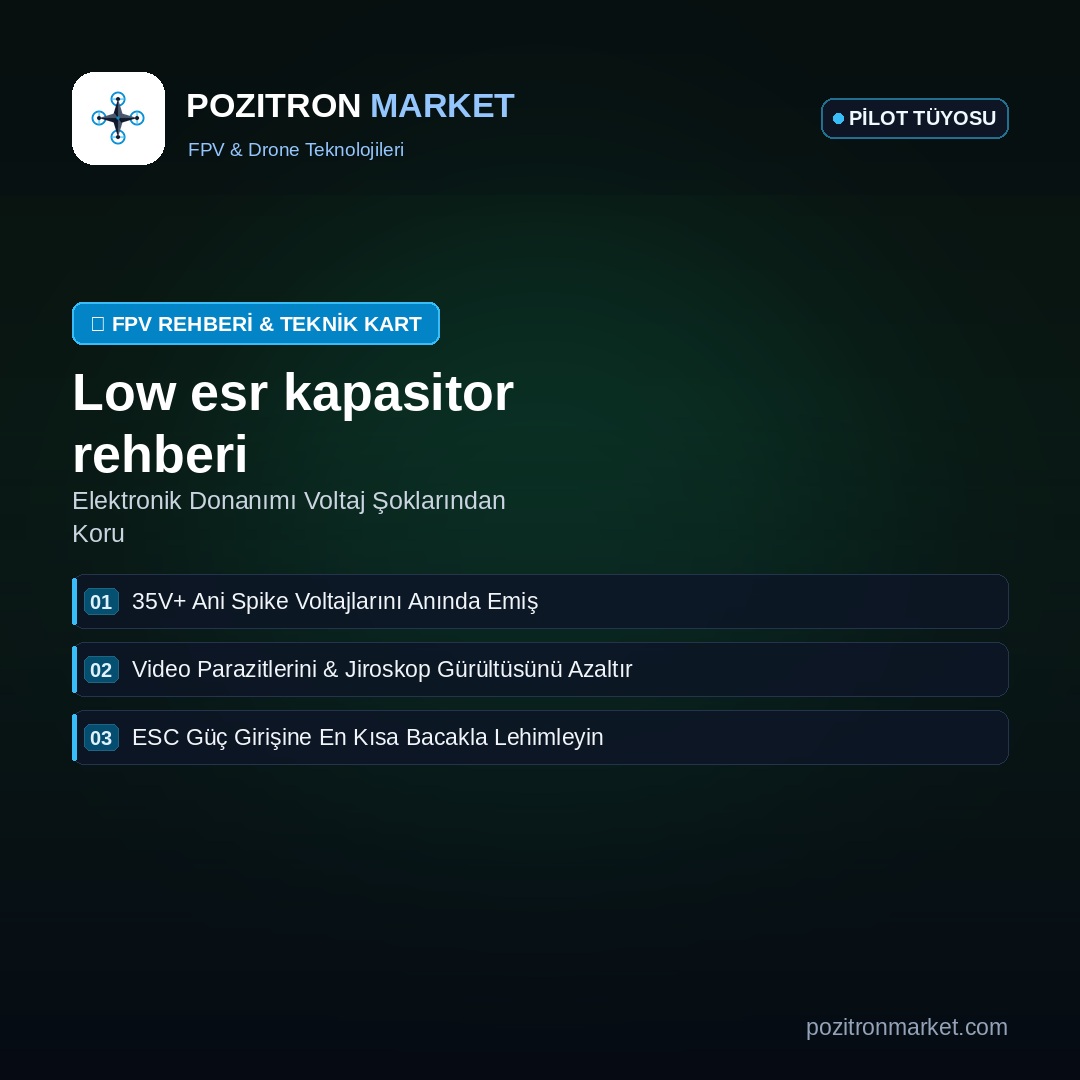 POZITRON MARKET
FPV & Drone Teknolojileri
PİLOT TÜYOSU
FPV REHBERİ & TEKNİK KART
Low esr kapasitor
rehberi
Elektronik Donanımı Voltaj Şoklarından
Koru
01 35V+ Ani Spike Voltajlarını Anında Emiş
02 Video Parazitlerini & Jiroskop Gürültüsünü Azaltır
03 ESC Güç Girişine En Kısa Bacakla Lehimleyin
pozitronmarket.com